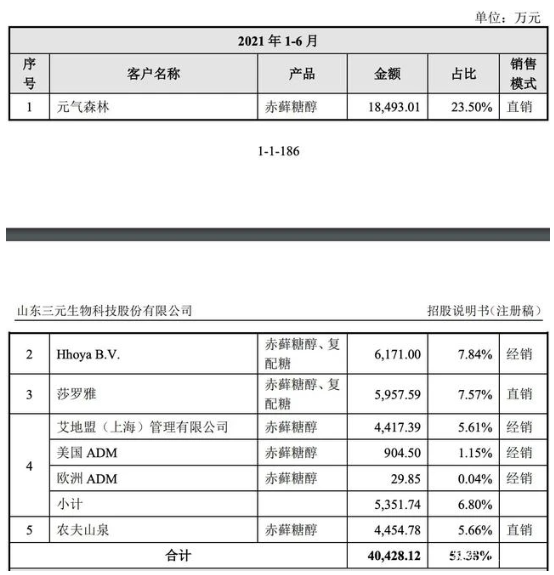 单位：万元
2021 年 1-6 月
序号 客户名称 产品 金额 占比 销售模式
1 元气森林 赤藓糖醇 18,493.01 23.50% 直销
1-1-186
山东三元生物科技股份有限公司 招股说明书（注册稿）
2 Hhoya B.V. 赤藓糖醇、复配糖 6,171.00 7.84% 经销
3 莎罗雅 赤藓糖醇、复配糖 5,957.59 7.57% 直销
4 艾地盟（上海）管理有限公司 赤藓糖醇 4,417.39 5.61% 经销
美国 ADM 赤藓糖醇 904.50 1.15% 经销
欧洲 ADM 赤藓糖醇 29.85 0.04% 经销
小计 5,351.74 6.80%
5 农夫山泉 赤藓糖醇 4,454.78 5.66% 直销
合计 40,428.12 51.38%